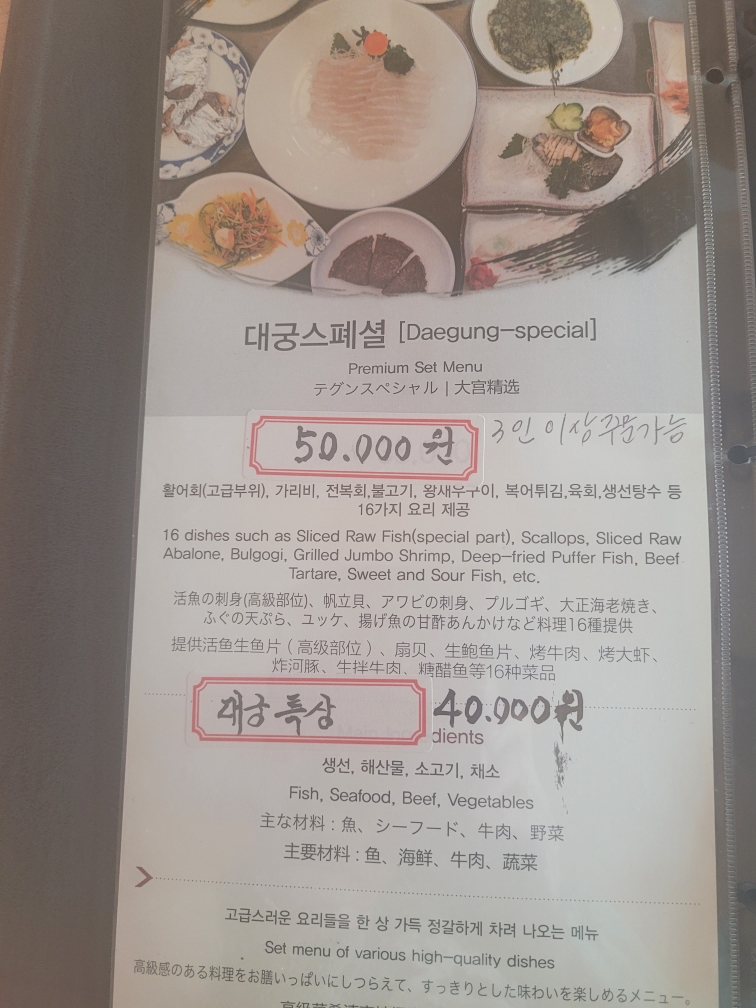 대궁스페셜 [Daegung-special]
Premium Set Menu
テグンスペシャル | 大宫精选
50.000원 3인 이상 주문가능
활어회(고급부위), 가리비, 전복회,불고기, 왕새우구이, 복어튀김,육회,생선탕수 등
16가지 요리 제공
16 dishes such as Sliced Raw Fish(special part), Scallops, Sliced Raw
Abalone, Bulgogi, Grilled Jumbo Shrimp, Deep-fried Puffer Fish, Beef
Tartare, Sweet and Sour Fish, etc.
活魚の刺身(高級部位)、帆立貝、アワビの刺身、プルゴギ、大正海老焼き、
ふぐの天ぷら、ユッケ、揚げ魚の甘酢あんかけなど料理16種提供
提供活鱼生鱼片（高级部位）、扇贝、生鲍鱼片、烤牛肉、烤大虾、
炸河豚、牛拌牛肉、糖醋鱼等16种菜品
대궁특상 40.000원
dients
생선, 해산물, 소고기, 채소
Fish, Seafood, Beef, Vegetables
主な材料 : 魚、シーフード、牛肉、野菜
主要材料 : 鱼、海鲜、牛肉、蔬菜
고급스러운 요리들을 한 상 가득 정갈하게 차려 나오는 메뉴
Set menu of various high-quality dishes
高級感のある料理をお膳いっぱいにしつらえて、すっきりとした味わいを楽しめるメニュー。